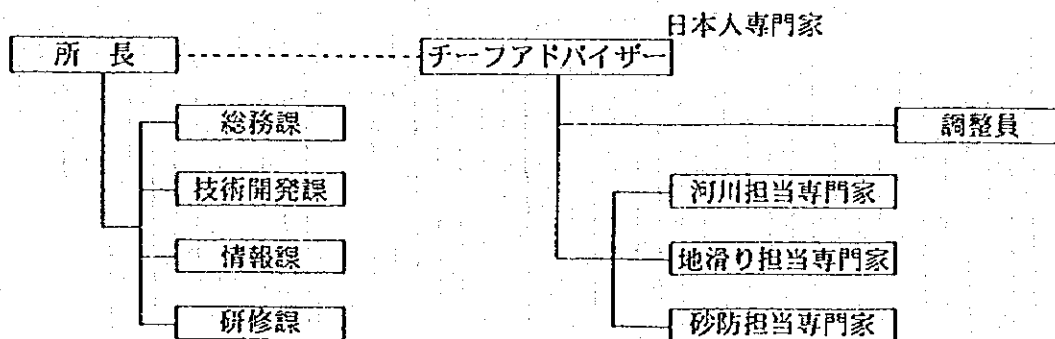 日本人専門家
所 長
チーフアドバイザー
総務課
調整員
技術開発課
河川担当専門家
情報課
地滑り担当専門家
研修課
砂防担当専門家